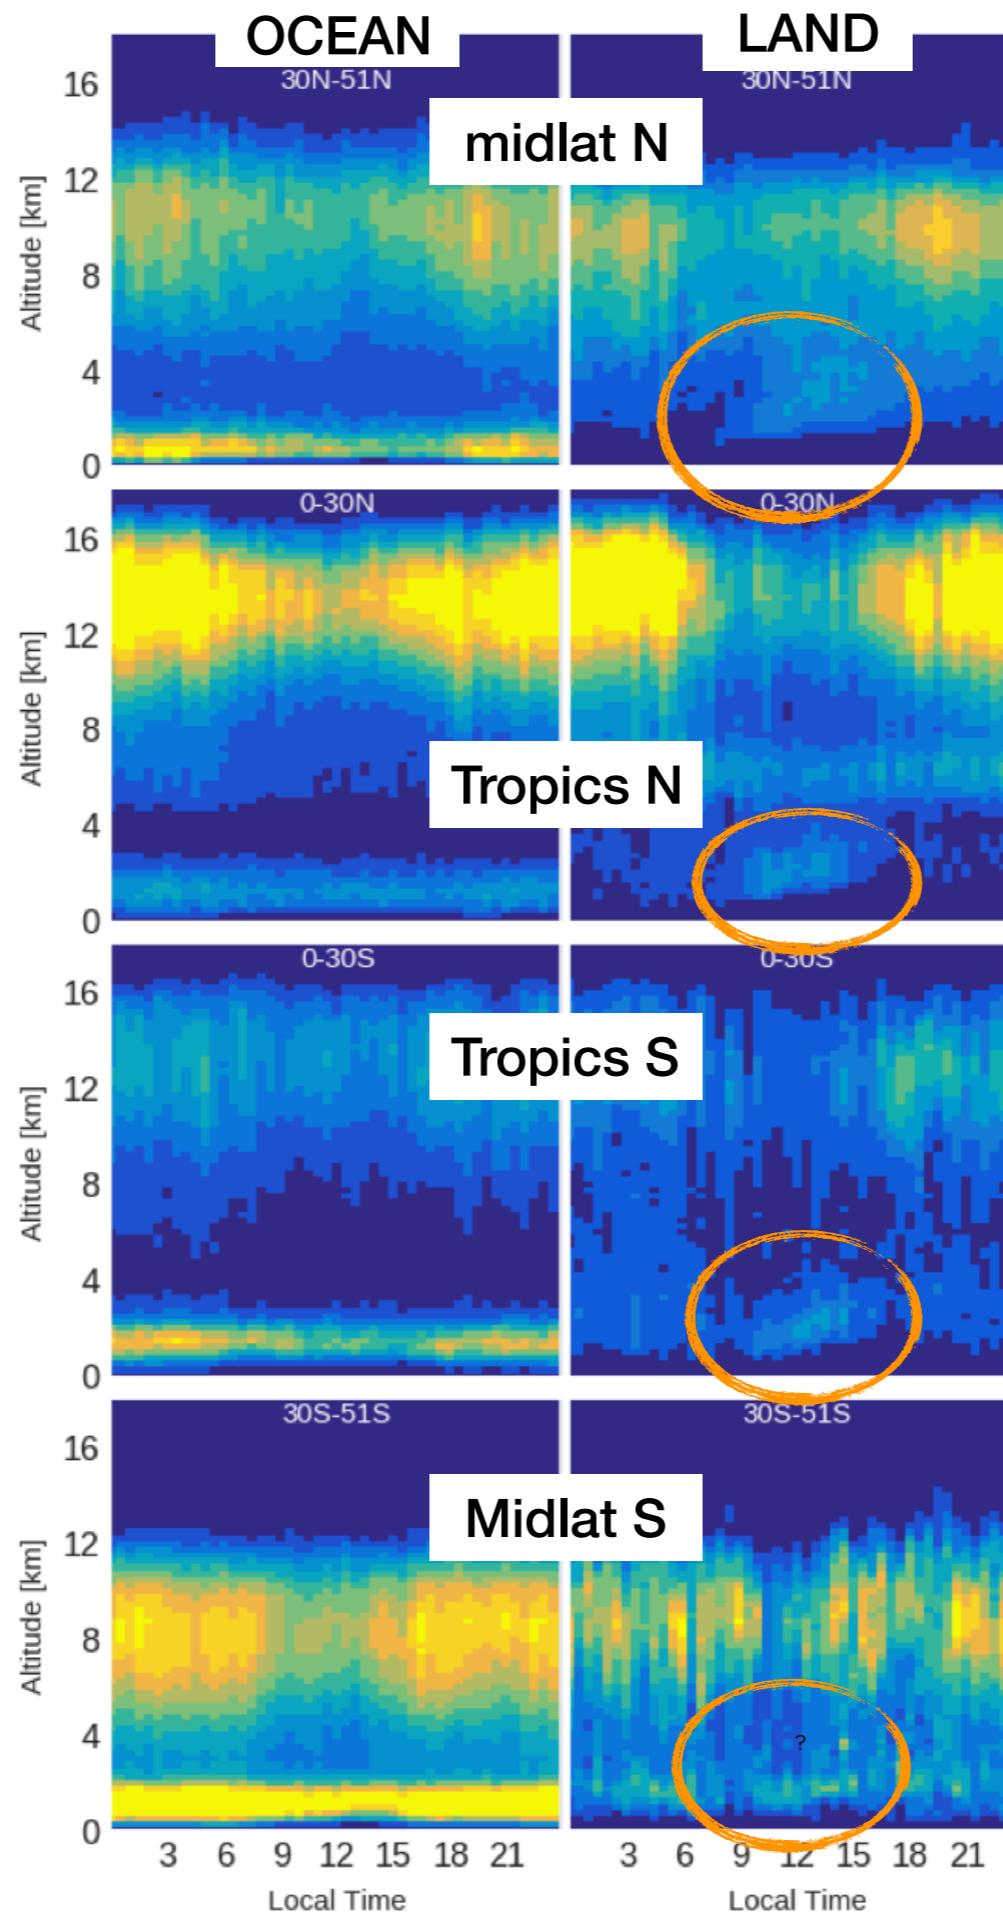 OCEAN
LAND
30N-51N
30N-51N
midlat N
16
12
8
4
0
Altitude [km]
0-30N
0-30N
Tropics N
16
12
8
4
0
Altitude [km]
0-30S
0-30S
Tropics S
16
12
8
4
0
Altitude [km]
30S-51S
30S-51S
Midlat S
16
12
8
4
0
Altitude [km]
?
3 6 9 12 15 18 21
3 6 9 12 15 18 21
Local Time
Local Time